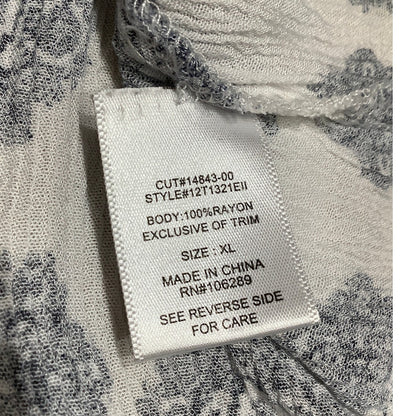 CUT#14843-00
STYLE#12T1321EII
BODY:100%RAYON
EXCLUSIVE OF TRIM
SIZE : XL
MADE IN CHINA
RN#106289
SEE REVERSE SIDE
FOR CARE